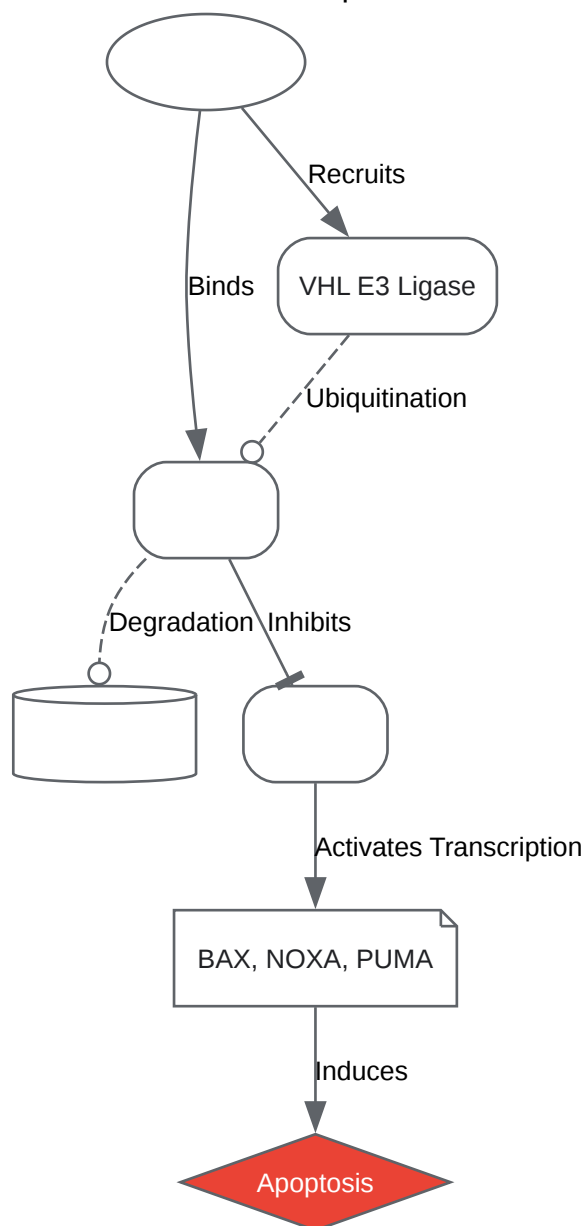 Recruits
VHL E3 Ligase
Binds
Ubiquitination
Degradation
Inhibits
Activates Transcription
BAX, NOXA, PUMA
Induces
Apoptosis